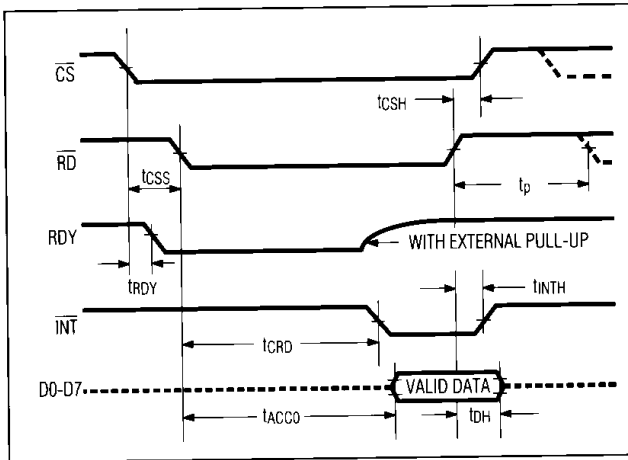 CS
tCSH
RD
tCSS
tp
RDY
WITH EXTERNAL PULL-UP
tRDY
tINTH
INT
tCRD
D0-D7
VALID DATA
tACC0
tDH